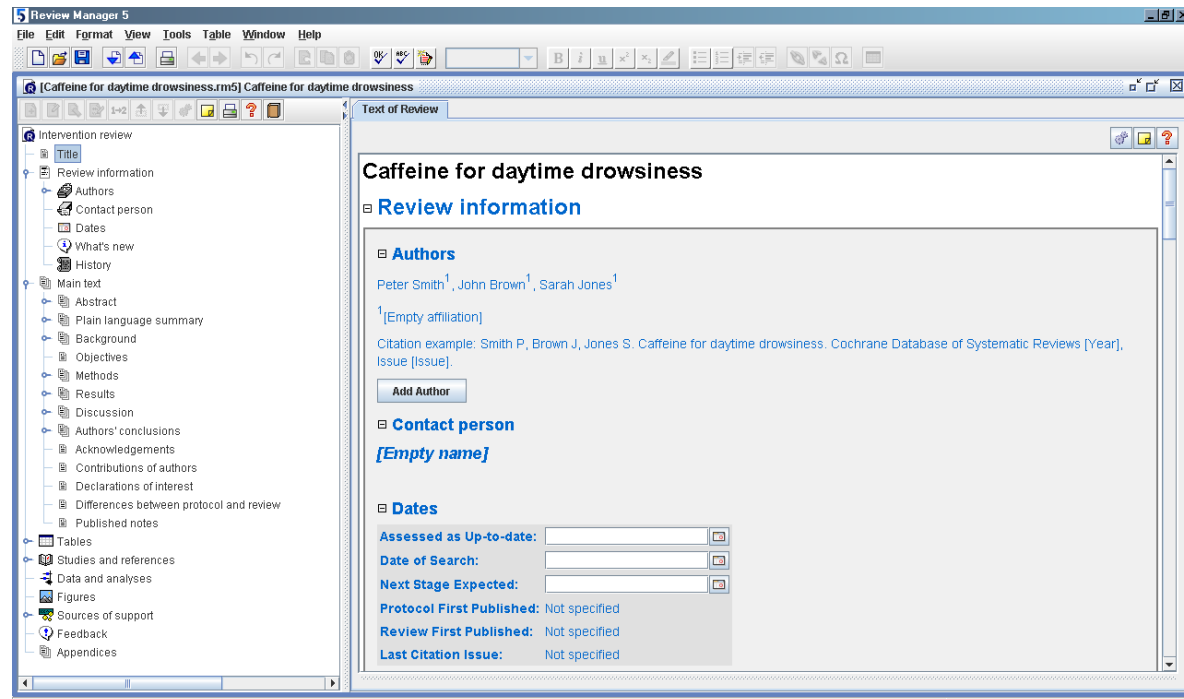 Review Manager 5
File Edit Format View Tools Table Window Help
[Caffeine for daytime drowsiness.rm5] Caffeine for daytime drowsiness
Intervention review
Title
Review information
Authors
Contact person
Dates
What's new
History
Main text
Abstract
Plain language summary
Background
Objectives
Methods
Results
Discussion
Authors' conclusions
Acknowledgements
Contributions of authors
Declarations of interest
Differences between protocol and review
Published notes
Tables
Studies and references
Data and analyses
Figures
Sources of support
Feedback
Appendices
Text of Review
Caffeine for daytime drowsiness
Review information
Authors
Peter Smith1, John Brown1, Sarah Jones1
1[Empty affiliation]
Citation example: Smith P, Brown J, Jones S. Caffeine for daytime drowsiness. Cochrane Database of Systematic Reviews [Year],
Issue [Issue].
Add Author
Contact person
[Empty name]
Dates
Assessed as Up-to-date:
Date of Search:
Next Stage Expected:
Protocol First Published: Not specified
Review First Published: Not specified
Last Citation Issue: Not specified